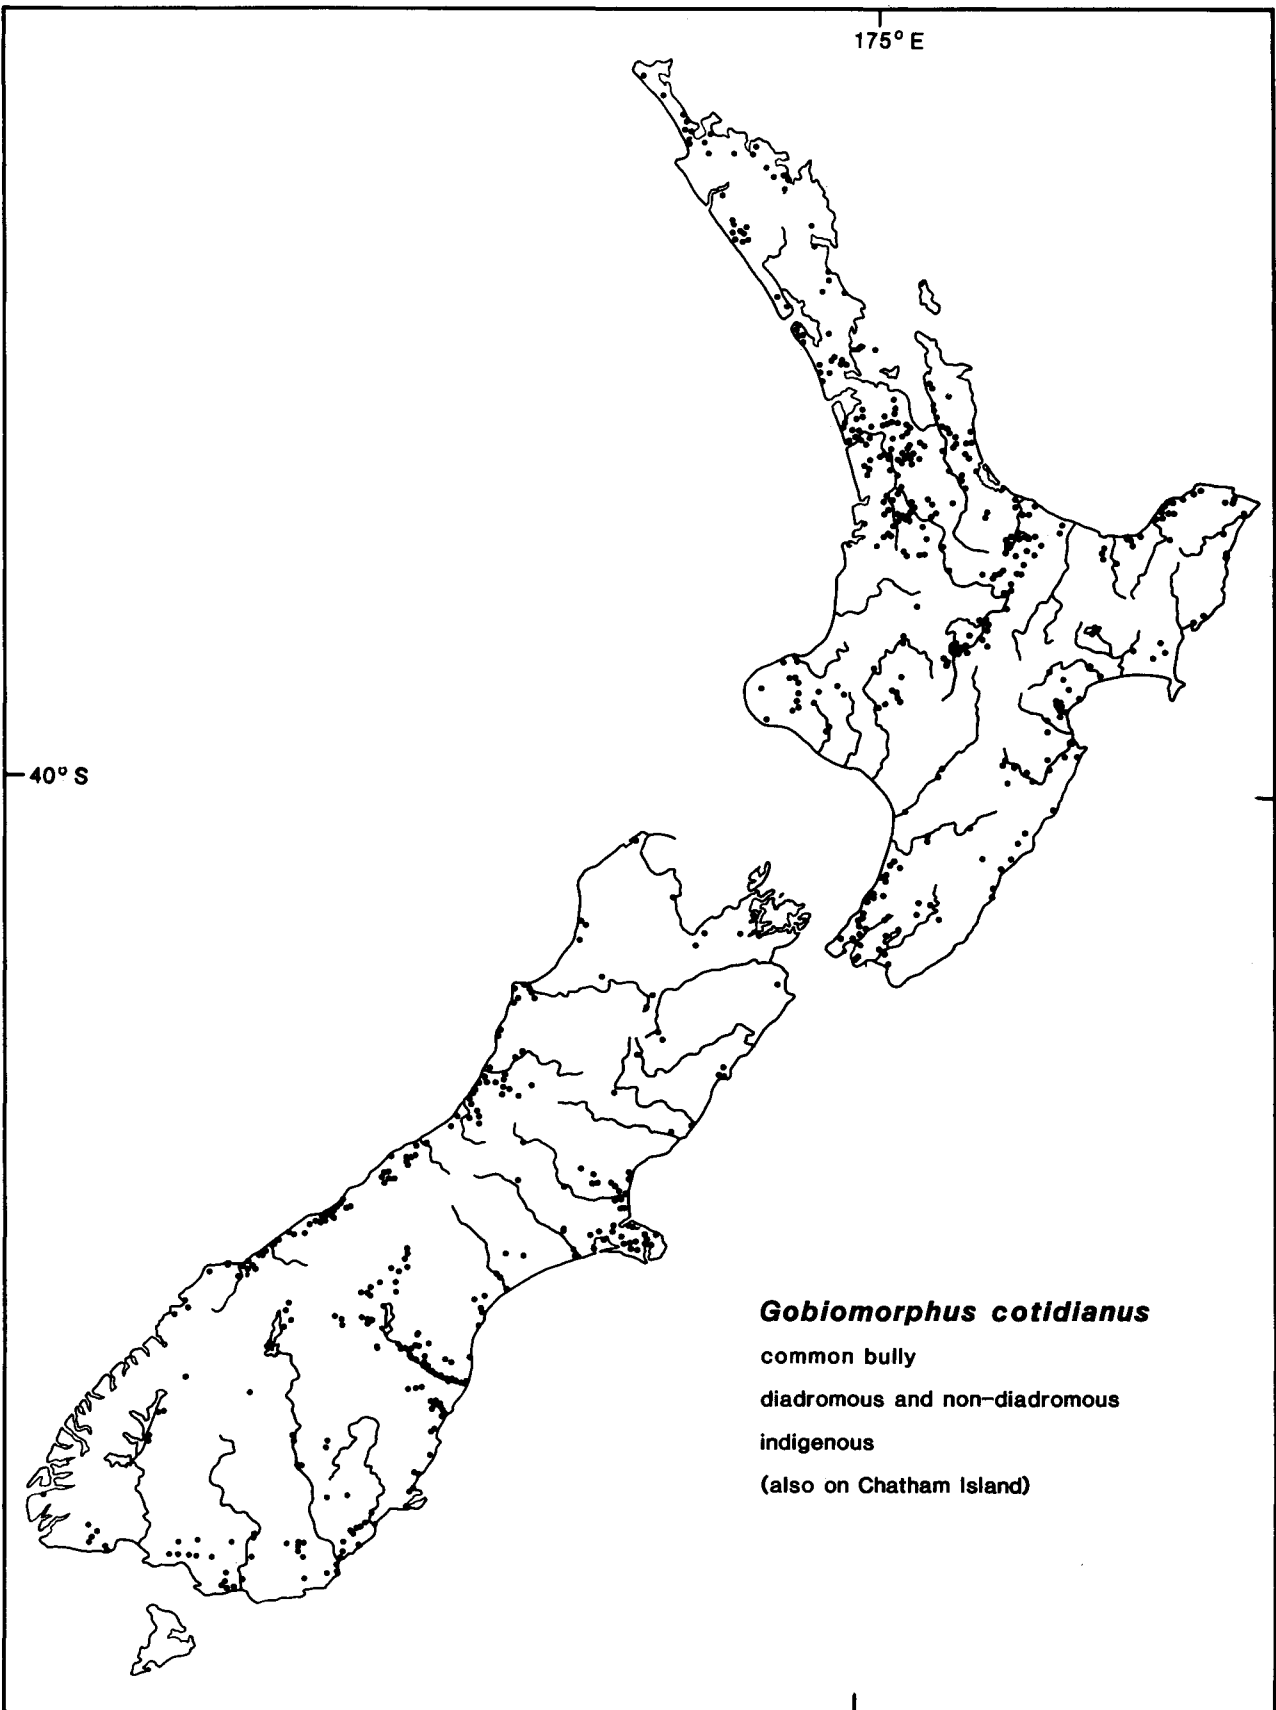 175° E
40° S
Gobiomorphus cotidianus
common bully
diadromous and non-diadromous
indigenous
(also on Chatham Island)